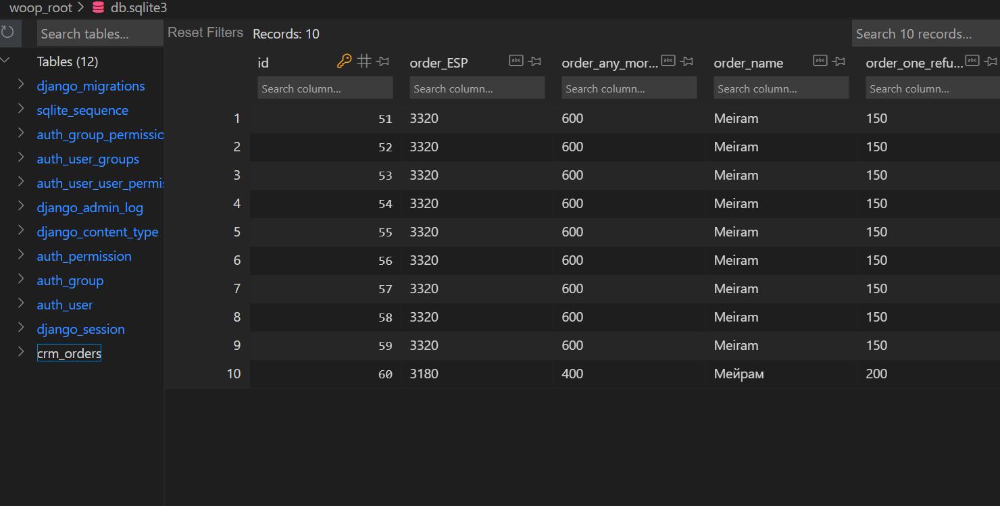 woop_root > db.sqlite3
Search tables... Reset Filters Records: 10 Search 10 records...
Tables (12)
django_migrations
sqlite_sequence
auth_group_permissio
auth_user_groups
auth_user_user_permis
django_admin_log
django_content_type
auth_permission
auth_group
auth_user
django_session
crm_orders
id order_ESP abc order_any_mor... abc order_name abc order_one_refu... abc
Search column... Search column... Search column... Search column... Search column...
1 51 3320 600 Meiram 150
2 52 3320 600 Meiram 150
3 53 3320 600 Meiram 150
4 54 3320 600 Meiram 150
5 55 3320 600 Meiram 150
6 56 3320 600 Meiram 150
7 57 3320 600 Meiram 150
8 58 3320 600 Meiram 150
9 59 3320 600 Meiram 150
10 60 3180 400 Мейрам 200